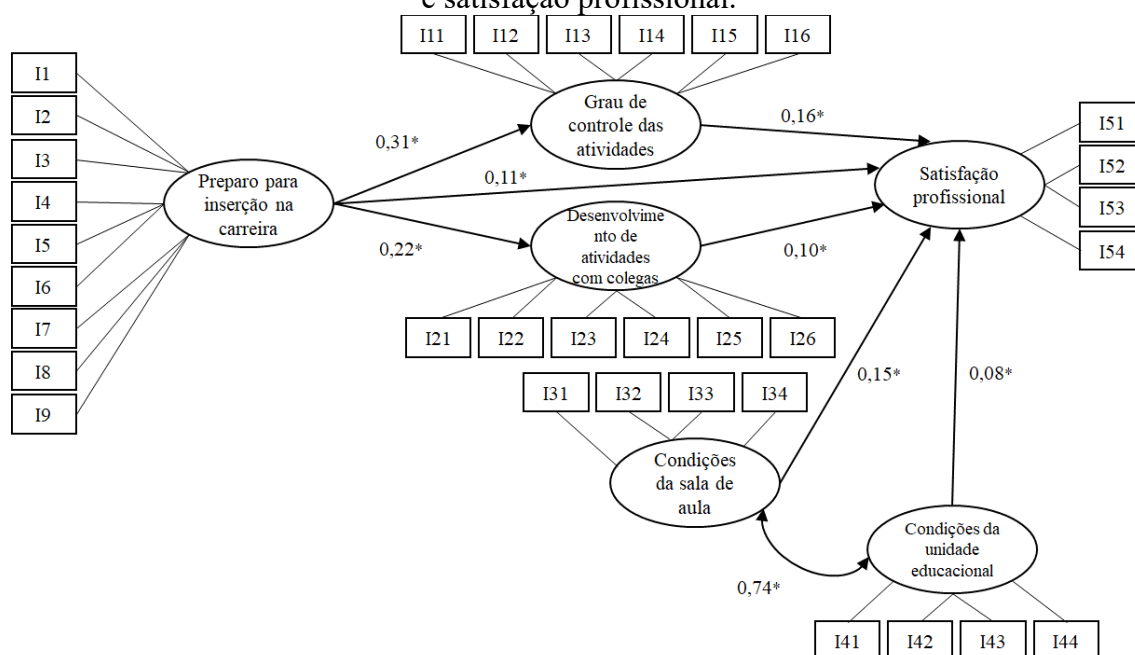 e satisfação profissional.
I11 I12 I13 I14 I15 I16
I1
I2
I3
I4
I5
I6
I7
I8
I9
Preparo para
inserção na
carreira
0,31*
0,11*
0,22*
Grau de
controle das
atividades
0,16*
Desenvolvime
nto de
atividades
com colegas
0,10*
I21 I22 I23 I24 I25 I26
Satisfação
profissional
I51
I52
I53
I54
I31 I32 I33 I34
Condições
da sala de
aula
0,15*
0,08*
0,74*
Condições da
unidade
educacional
I41 I42 I43 I44